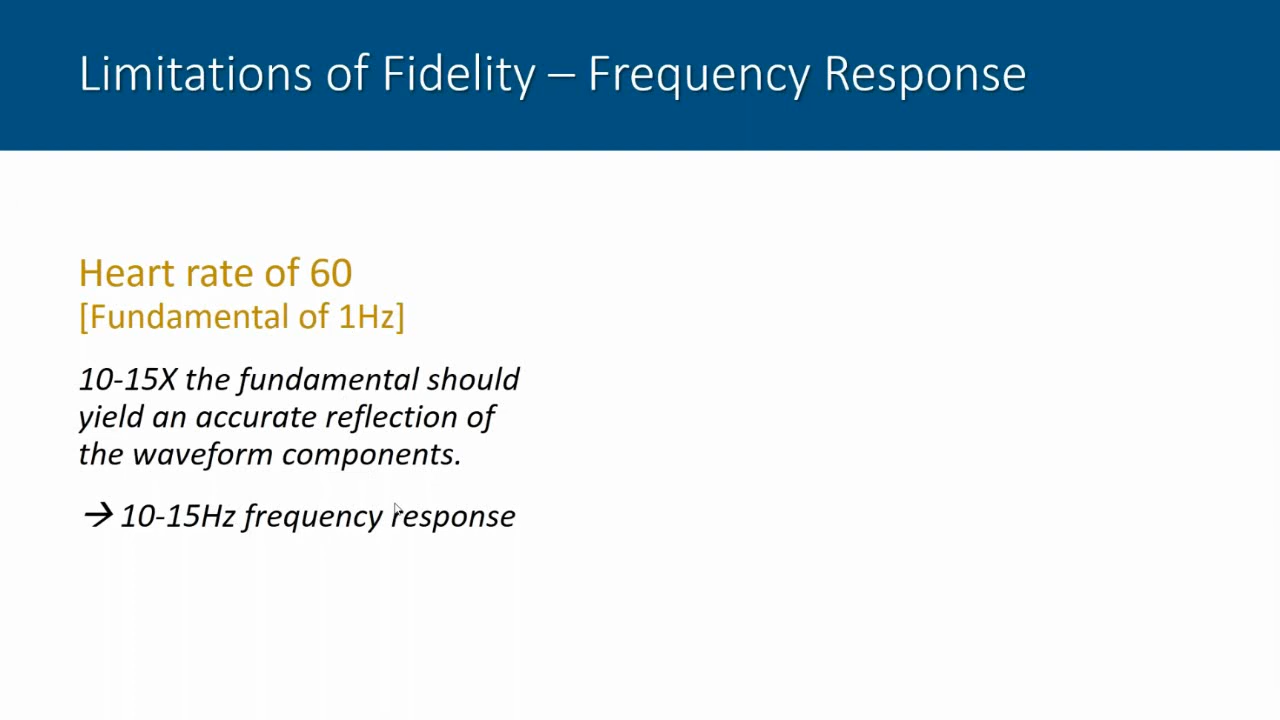 Limitations of Fidelity – Frequency Response
Heart rate of 60
[Fundamental of 1Hz]
10-15X the fundamental should
yield an accurate reflection of
the waveform components.
→ 10-15Hz frequency response